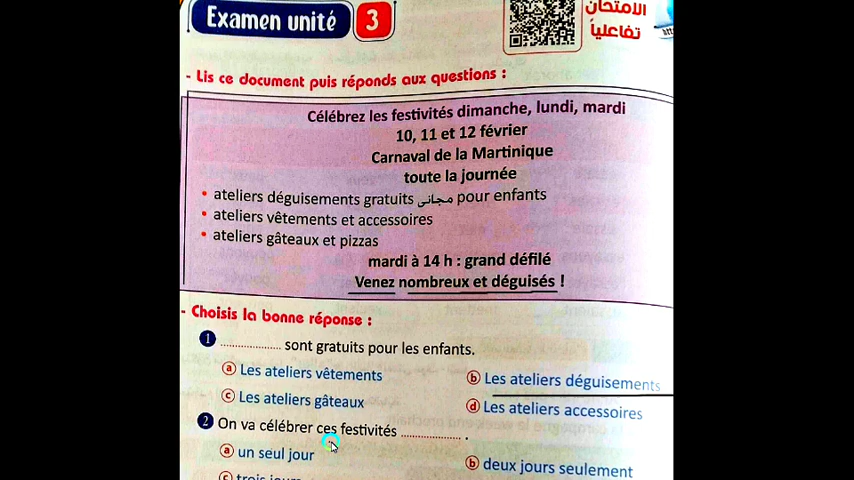 Examen unité 3
الامتحان
تفاعلياً
- Lis ce document puis réponds aux questions :
Célébrez les festivités dimanche, lundi, mardi
10, 11 et 12 février
Carnaval de la Martinique
toute la journée
• ateliers déguisements gratuits مجانى pour enfants
• ateliers vêtements et accessoires
• ateliers gâteaux et pizzas
mardi à 14 h : grand défilé
Venez nombreux et déguisés !
- Choisis la bonne réponse :
1 .................. sont gratuits pour les enfants.
a Les ateliers vêtements
b Les ateliers déguisements
c Les ateliers gâteaux
d Les ateliers accessoires
2 On va célébrer ces festivités .................. .
a un seul jour
b deux jours seulement
c trois jours